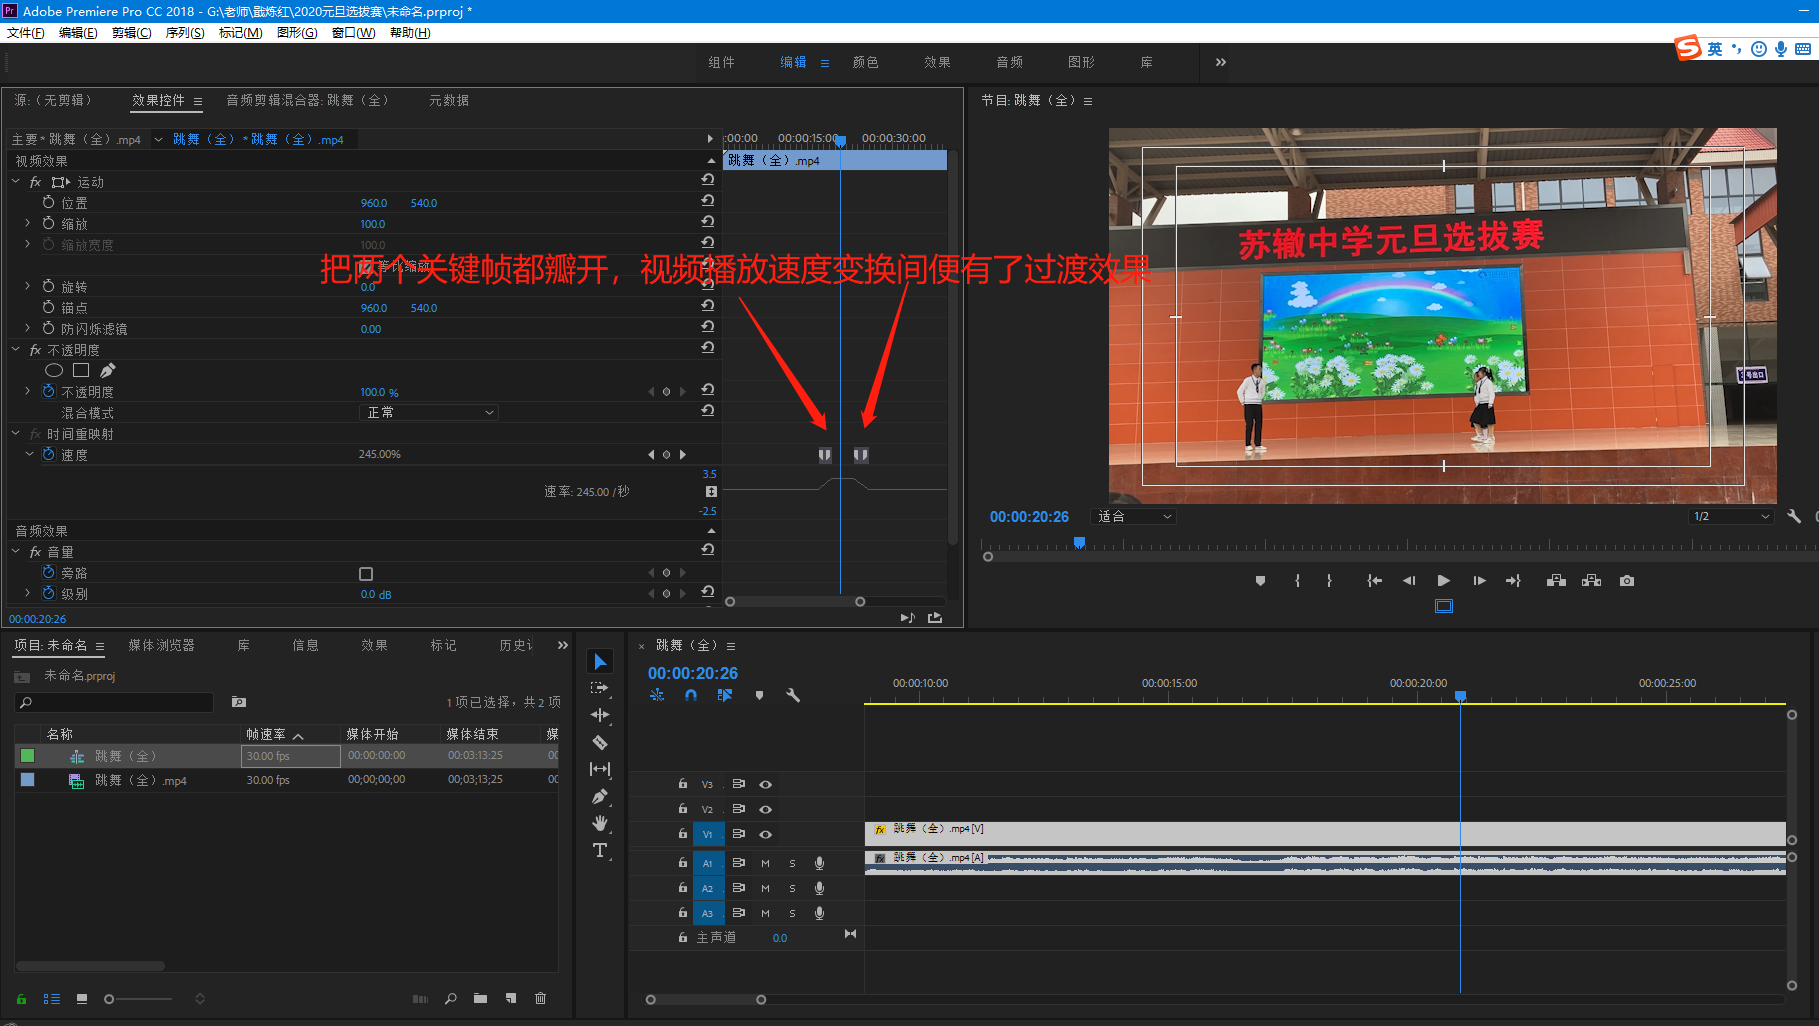 Adobe Premiere Pro CC 2018 - G:\老师\戬炼红\2020元旦选拔赛\未命名.prproj *
文件(F) 编辑(E) 剪辑(C) 序列(S) 标记(M) 图形(G) 窗口(W) 帮助(H)
英
组件 编辑 颜色 效果 音频 图形 库
源:（无剪辑） 效果控件 音频剪辑混合器: 跳舞（全） 元数据
主要* 跳舞（全）.mp4 跳舞（全）* 跳舞（全）.mp4
:00:00 00:00:15:00 00:00:30:00
视频效果 跳舞（全）.mp4
fx 运动
位置 960.0 540.0
缩放 100.0
缩放宽度 100.0
等比缩放
把两个关键帧都瓣开，视频播放速度变换间便有了过渡效果
旋转 0.0
锚点 960.0 540.0
防闪烁滤镜 0.00
fx 不透明度
不透明度 100.0 %
混合模式 正常
fx 时间重映射
速度 245.00%
3.5
速率: 245.00 /秒
-2.5
音频效果
fx 音量
旁路
级别 0.0 dB
00:00:20:26
节目: 跳舞（全）
苏辙中学元旦选拔赛
号出口
00:00:20:26 适合 1/2
项目: 未命名 媒体浏览器 库 信息 效果 标记 历史记
未命名.prproj
1 项已选择，共 2 项
名称 帧速率 媒体开始 媒体结束 媒
跳舞（全） 30.00 fps 00:00:00:00 00:03:13:25 00
跳舞（全）.mp4 30.00 fps 00;00;00;00 00;03;13;25 00
× 跳舞（全）
00:00:20:26
00:00:10:00 00:00:15:00 00:00:20:00 00:00:25:00
V3
V2
V1 fx 跳舞（全）.mp4 [V]
A1 M S fx 跳舞（全）.mp4 [A]
A2 M S
A3 M S
主声道 0.0